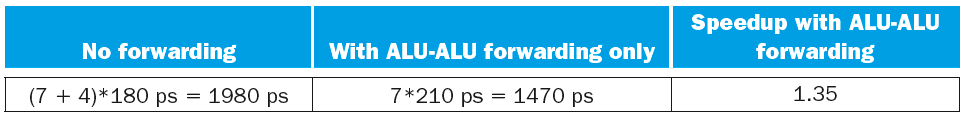 No forwarding
With ALU-ALU forwarding only
Speedup with ALU-ALU
forwarding
(7 + 4)*180 ps = 1980 ps
7*210 ps = 1470 ps
1.35